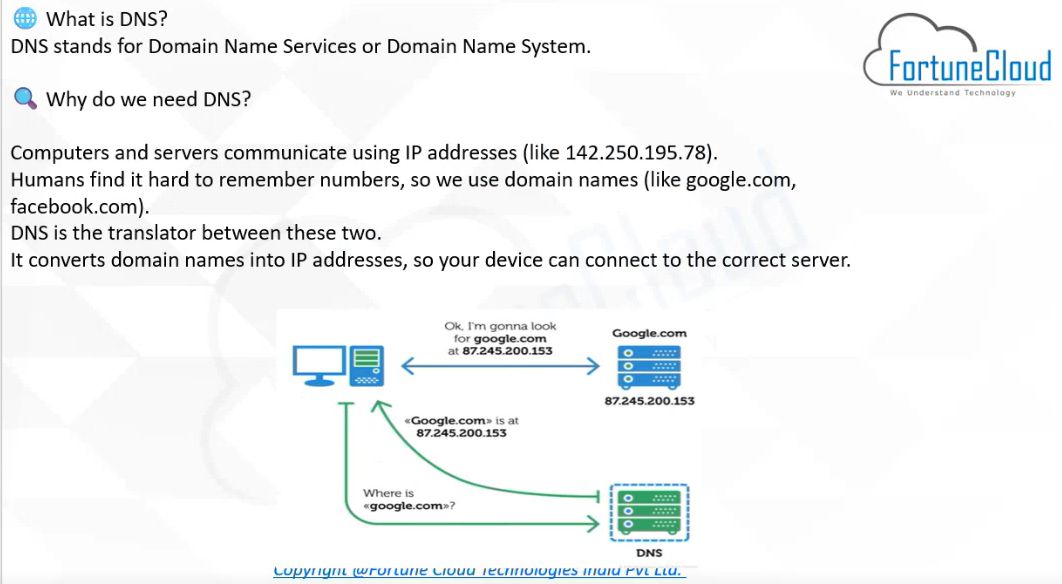 What is DNS?
DNS stands for Domain Name Services or Domain Name System.
FortuneCloud
We Understand Technology
Why do we need DNS?
Computers and servers communicate using IP addresses (like 142.250.195.78).
Humans find it hard to remember numbers, so we use domain names (like google.com,
facebook.com).
DNS is the translator between these two.
It converts domain names into IP addresses, so your device can connect to the correct server.
Ok, I'm gonna look
for google.com
at 87.245.200.153
Google.com
87.245.200.153
«Google.com» is at
87.245.200.153
Where is
«google.com»?
DNS
Copyright @Fortune Cloud Technologies India Pvt Ltd.